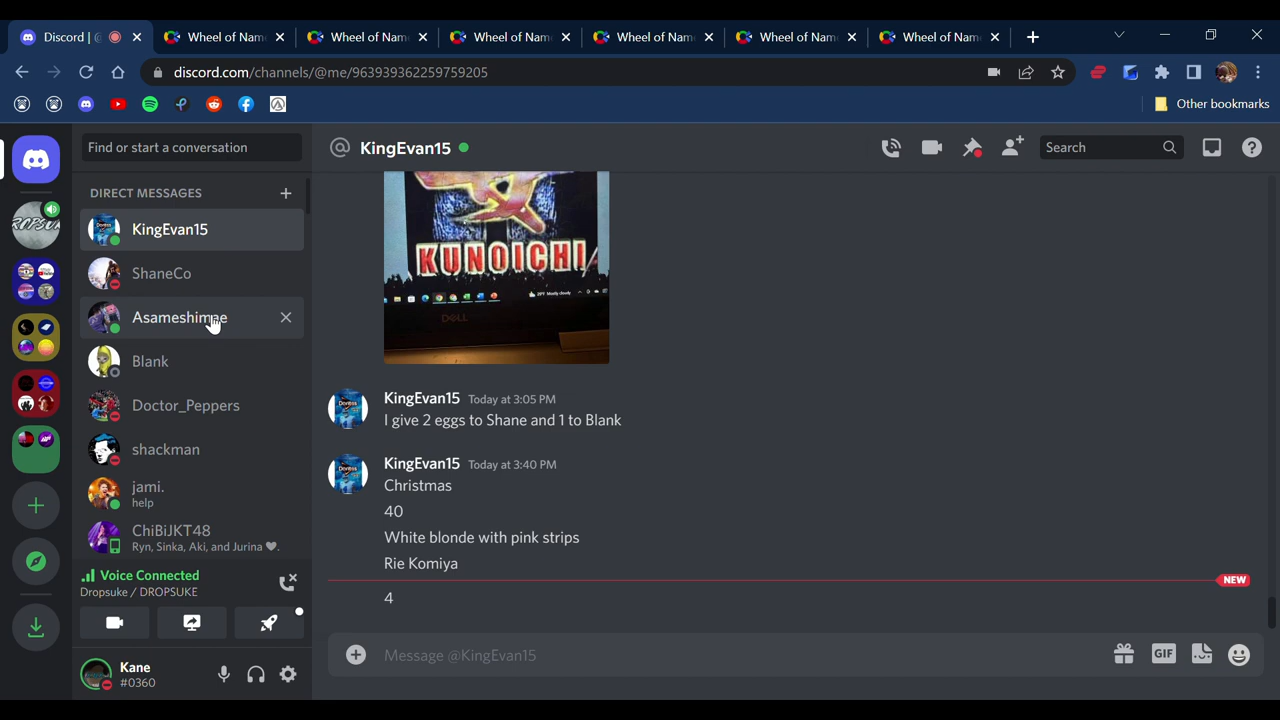 Discord | @
Wheel of Nam
Wheel of Nam
Wheel of Nam
Wheel of Nam
Wheel of Nam
Wheel of Nam
discord.com/channels/@me/963939362259759205
Other bookmarks
Find or start a conversation
@ KingEvan15
Search
DIRECT MESSAGES
KingEvan15
ShaneCo
Asameshimae
Blank
Doctor_Peppers
shackman
jami.
help
ChiBiJKT48
Ryn, Sinka, Aki, and Jurina 🖤.
Voice Connected
Dropsuke / DROPSUKE
Kane
#0360
KUNOICHI
DELL
KingEvan15 Today at 3:05 PM
I give 2 eggs to Shane and 1 to Blank
KingEvan15 Today at 3:40 PM
Christmas
40
White blonde with pink strips
Rie Komiya
NEW
4
Message @KingEvan15
GIF